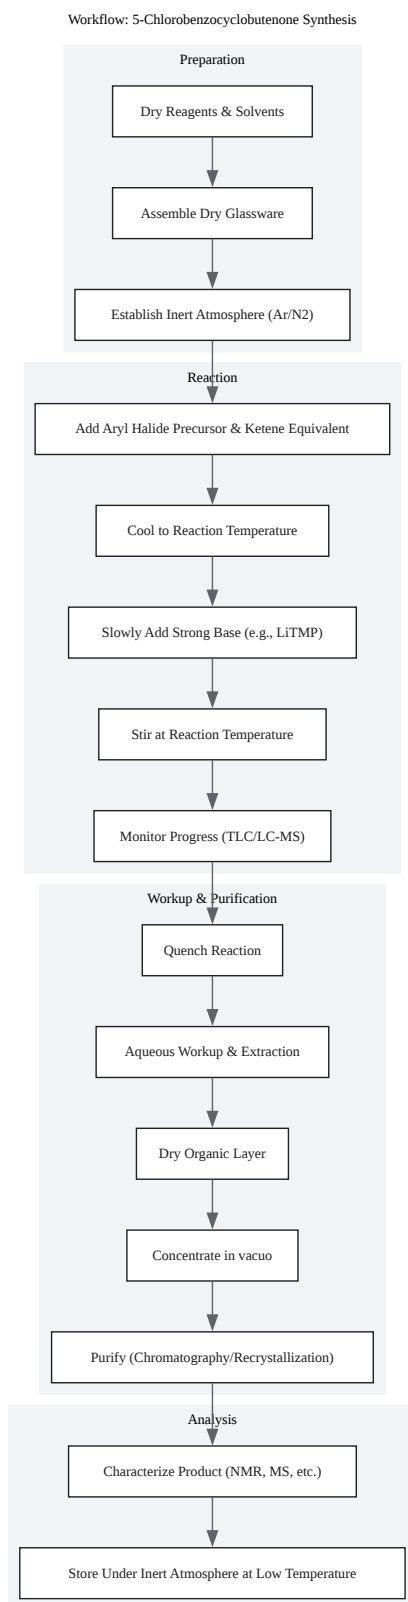 Workflow: 5-Chlorobenzocyclobutenone Synthesis
Preparation
Dry Reagents & Solvents
Assemble Dry Glassware
Establish Inert Atmosphere (Ar/N2)
Reaction
Add Aryl Halide Precursor & Ketene Equivalent
Cool to Reaction Temperature
Slowly Add Strong Base (e.g., LiTMP)
Stir at Reaction Temperature
Monitor Progress (TLC/LC-MS)
Workup & Purification
Quench Reaction
Aqueous Workup & Extraction
Dry Organic Layer
Concentrate in vacuo
Purify (Chromatography/Recrystallization)
Analysis
Characterize Product (NMR, MS, etc.)
Store Under Inert Atmosphere at Low Temperature